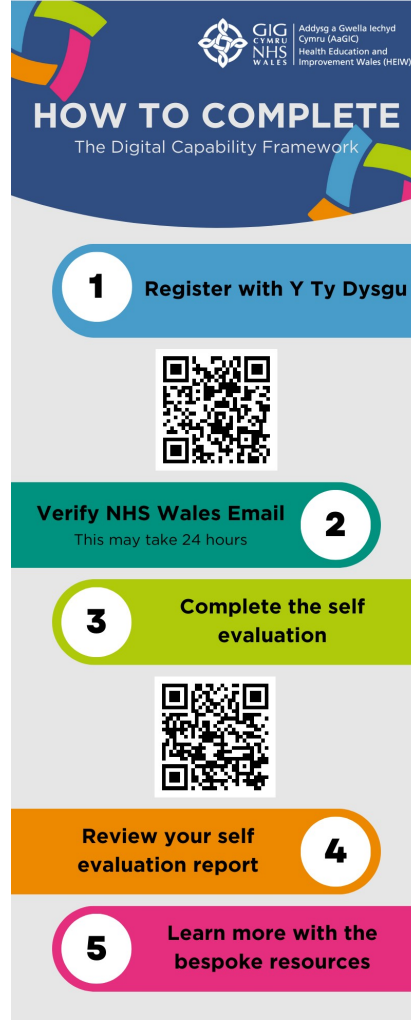 GIG
CYMRU
NHS
WALES
Addysg a Gwella Iechyd
Cymru (AaGIC)
Health Education and
Improvement Wales (HEIW)
HOW TO COMPLETE
The Digital Capability Framework
1
Register with Y Ty Dysgu
Verify NHS Wales Email
This may take 24 hours
2
3
Complete the self
evaluation
Review your self
evaluation report
4
5
Learn more with the
bespoke resources